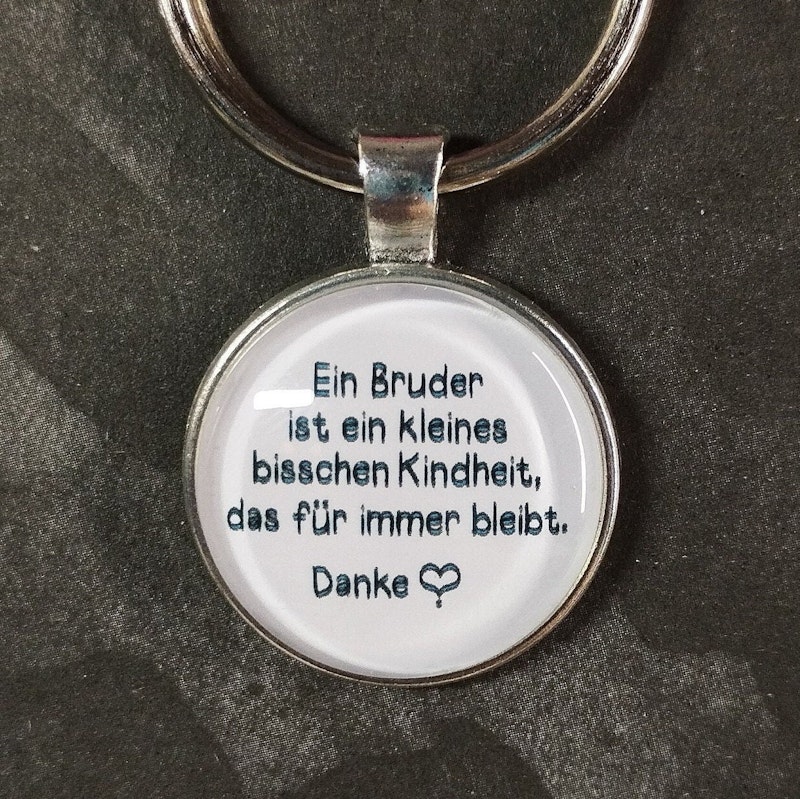 Ein Bruder
ist ein kleines
bisschen Kindheit,
das für immer bleibt.
Danke ♡